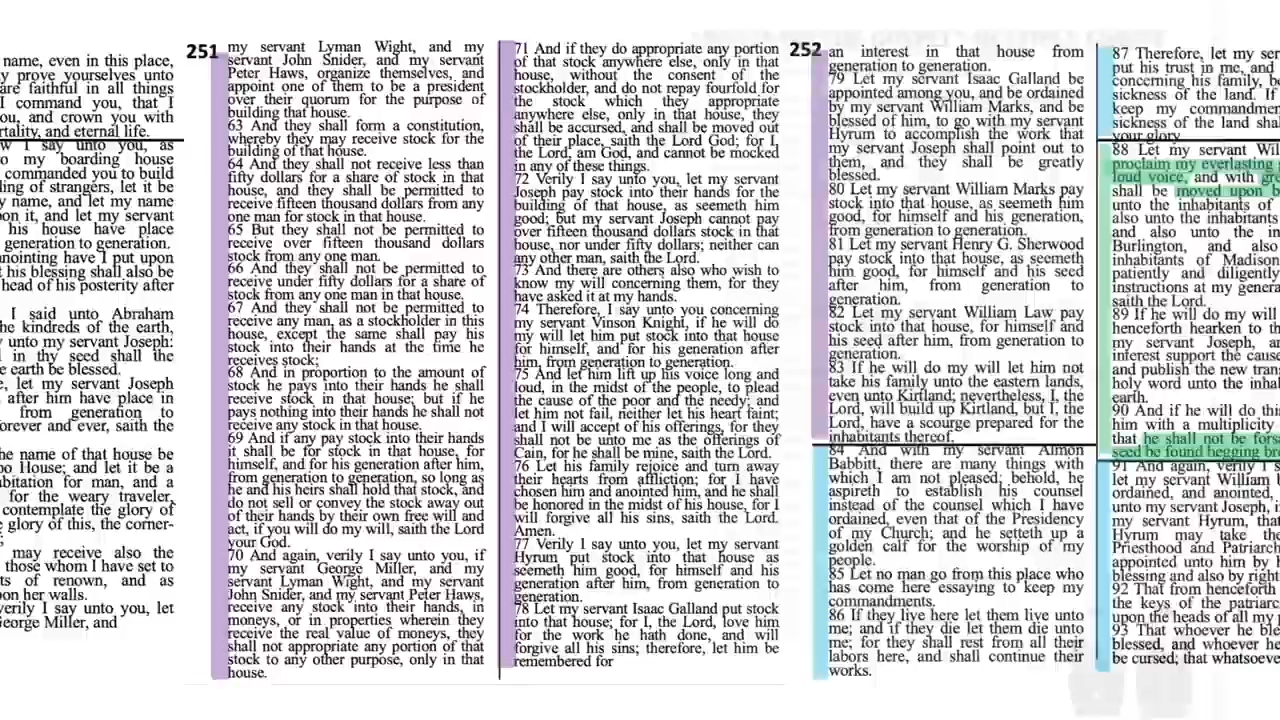 name, even in this place,
prove yourselves unto
are faithful in all things
I command you, that I
and crown you with
and eternal life.
I say unto you, as
my boarding house
commanded you to build
of strangers, let it be
name, and let my name
it, and let my servant
his house have place
generation to generation.
have I put upon
his blessing shall also be
head of his posterity after
I said unto Abraham
kindreds of the earth,
unto my servant Joseph:
in thy seed shall the
earth be blessed.
let my servant Joseph
after him have place in
from generation to
and ever, saith the
the name of that house be
House; and let it be a
for man, and a
for the weary traveler,
contemplate the glory of
glory of this, the corner-
may receive also the
those whom I have set to
of renown, and as
her walls.
verily I say unto you, let
George Miller, and
251
my servant Lyman Wight, and my
servant John Snider, and my servant
Peter Haws, organize themselves, and
appoint one of them to be a president
over their quorum for the purpose of
building that house.
63 And they shall form a constitution,
whereby they may receive stock for the
building of that house.
64 And they shall not receive less than
fifty dollars for a share of stock in that
house, and they shall be permitted to
receive fifteen thousand dollars from any
one man for stock in that house.
65 But they shall not be permitted to
receive over fifteen thousand dollars
stock from any one man.
66 And they shall not be permitted to
receive under fifty dollars for a share of
stock from any one man in that house.
67 And they shall not be permitted to
receive any man, as a stockholder in this
house, except the same shall pay his
stock into their hands at the time he
receives stock;
68 And in proportion to the amount of
stock he pays into their hands he shall
receive stock in that house; but if he
pays nothing into their hands he shall not
receive any stock in that house.
69 And if any pay stock into their hands
it shall be for stock in that house, for
himself, and for his generation after him,
from generation to generation, so long as
he and his heirs shall hold that stock, and
do not sell or convey the stock away out
of their hands by their own free will and
act, if you will do my will, saith the Lord
your God.
70 And again, verily I say unto you, if
my servant George Miller, and my
servant Lyman Wight, and my servant
John Snider, and my servant Peter Haws,
receive any stock into their hands, in
moneys, or in properties wherein they
receive the real value of moneys, they
shall not appropriate any portion of that
stock to any other purpose, only in that
house.
71 And if they do appropriate any portion
of that stock anywhere else, only in that
house, without the consent of the
stockholder, and do not repay fourfold for
the stock which they appropriate
anywhere else, only in that house, they
shall be accursed, and shall be moved out
of their place, saith the Lord God; for I,
the Lord, am God, and cannot be mocked
in any of these things.
72 Verily I say unto you, let my servant
Joseph pay stock into their hands for the
building of that house, as seemeth him
good; but my servant Joseph cannot pay
over fifteen thousand dollars stock in that
house, nor under fifty dollars; neither can
any other man, saith the Lord.
73 And there are others also who wish to
know my will concerning them, for they
have asked it at my hands.
74 Therefore, I say unto you concerning
my servant Vinson Knight, if he will do
my will let him put stock into that house
for himself, and for his generation after
him, from generation to generation.
75 And let him lift up his voice long and
loud, in the midst of the people, to plead
the cause of the poor and the needy; and
let him not fail, neither let his heart faint;
and I will accept of his offerings, for they
shall not be unto me as the offerings of
Cain, for he shall be mine, saith the Lord.
76 Let his family rejoice and turn away
their hearts from affliction; for I have
chosen him and anointed him, and he shall
be honored in the midst of his house, for I
will forgive all his sins, saith the Lord.
Amen.
77 Verily I say unto you, let my servant
Hyrum put stock into that house as
seemeth him good, for himself and his
generation after him, from generation to
generation.
78 Let my servant Isaac Galland put stock
into that house; for I, the Lord, love him
for the work he hath done, and will
forgive all his sins; therefore, let him be
remembered for
252
an interest in that house from
generation to generation.
79 Let my servant Isaac Galland be
appointed among you, and be ordained
by my servant William Marks, and be
blessed of him, to go with my servant
Hyrum to accomplish the work that
my servant Joseph shall point out to
them, and they shall be greatly
blessed.
80 Let my servant William Marks pay
stock into that house, as seemeth him
good, for himself and his generation,
from generation to generation.
81 Let my servant Henry G. Sherwood
pay stock into that house, as seemeth
him good, for himself and his seed
after him, from generation to
generation.
82 Let my servant William Law pay
stock into that house, for himself and
his seed after him, from generation to
generation.
83 If he will do my will let him not
take his family unto the eastern lands,
even unto Kirtland; nevertheless, I, the
Lord, will build up Kirtland, but I, the
Lord, have a scourge prepared for the
inhabitants thereof.
84 And with my servant Almon
Babbitt, there are many things with
which I am not pleased; behold, he
aspireth to establish his counsel
instead of the counsel which I have
ordained, even that of the Presidency
of my Church; and he setteth up a
golden calf for the worship of my
people.
85 Let no man go from this place who
has come here essaying to keep my
commandments.
86 If they live here let them live unto
me; and if they die let them die unto
me; for they shall rest from all their
labors here, and shall continue their
works.
87 Therefore, let my
put his trust in me, and
concerning his family,
sickness of the land. If
keep my
sickness of the land
your glory.
88 Let my servant
proclaim my everlasting
loud voice, and with
shall be moved upon
unto the inhabitants of
also unto the inhabitants
and also unto the
Burlington, and also
inhabitants of Madison
patiently and diligently
instructions at my
saith the Lord.
89 If he will do my will
henceforth hearken to
my servant Joseph,
interest support the cause
and publish the new
holy word unto the
earth.
90 And if he will do
him with a multiplicity
that he shall not be
seed be found begging
91 And again, verily I
let my servant William
ordained, and anointed,
unto my servant Joseph,
my servant Hyrum,
Hyrum may take the
Priesthood and
appointed unto him by
blessing and also by
92 That from henceforth
the keys of the
upon the heads of all my
93 That whoever he
blessed, and whoever he
be cursed; that